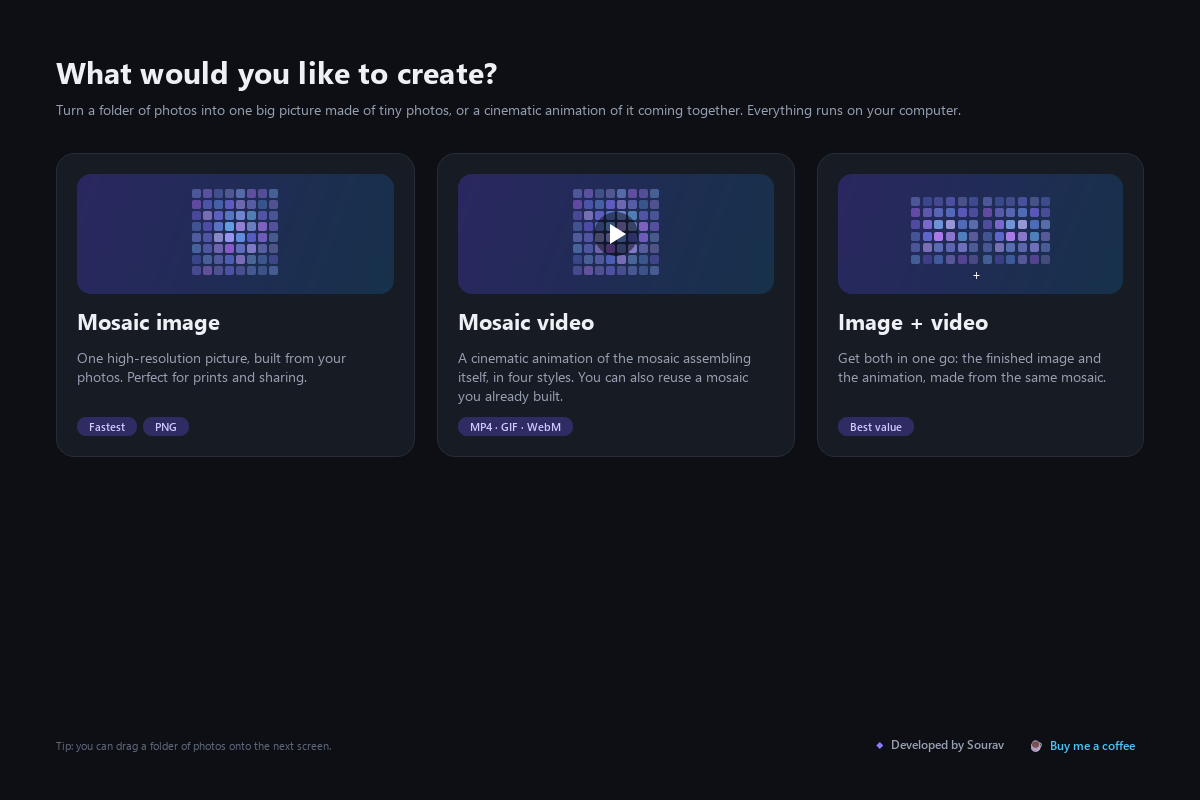 What would you like to create?
Turn a folder of photos into one big picture made of tiny photos, or a cinematic animation of it coming together. Everything runs on your computer.
Mosaic image
One high-resolution picture, built from your
photos. Perfect for prints and sharing.
Fastest
PNG
Mosaic video
A cinematic animation of the mosaic assembling
itself, in four styles. You can also reuse a mosaic
you already built.
MP4 · GIF · WebM
+
Image + video
Get both in one go: the finished image and
the animation, made from the same mosaic.
Best value
Tip: you can drag a folder of photos onto the next screen.
Developed by Sourav
Buy me a coffee